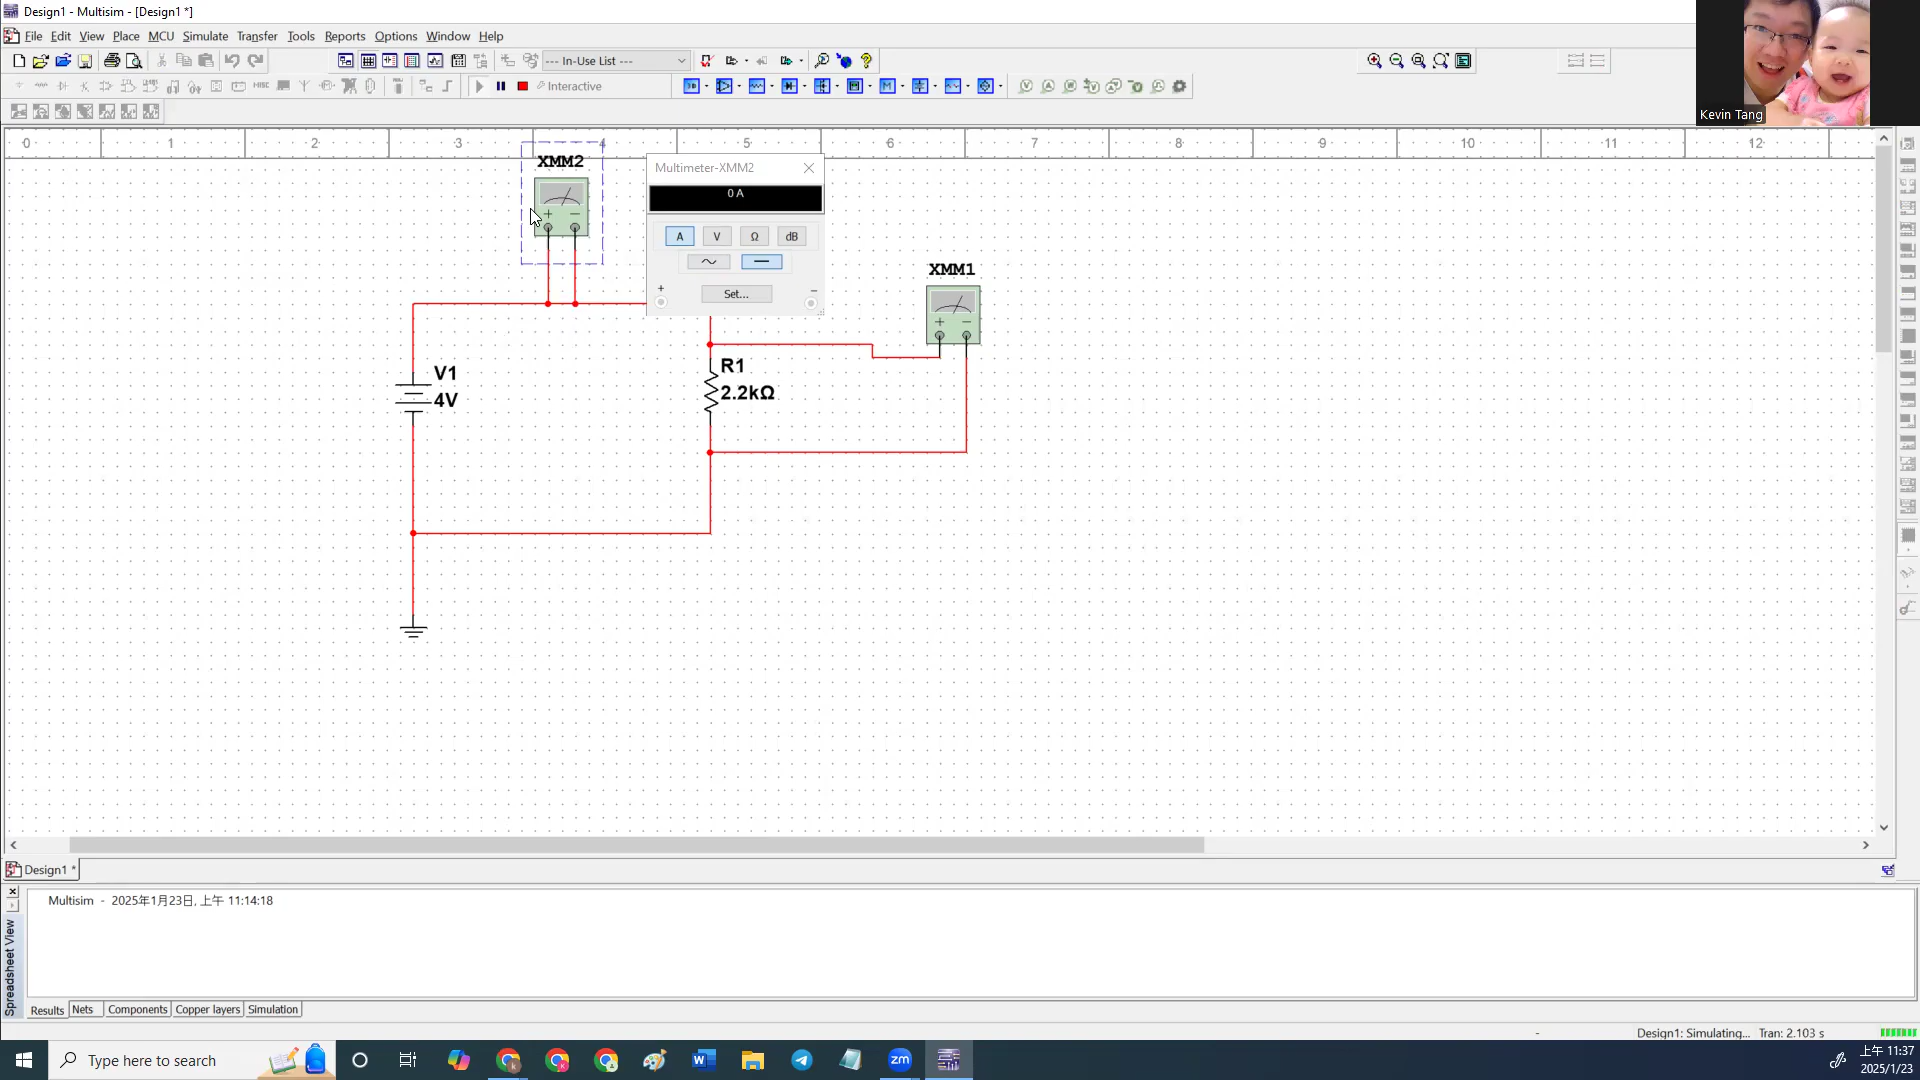 Design1 - Multisim - [Design1 *]
File Edit View Place MCU Simulate Transfer Tools Reports Options Window Help
--- In-Use List ---
Interactive
Kevin Tang
0 1 2 3 4 5 6 7 8 9 10 11 12
XMM2
Multimeter-XMM2
0 A
A V Ω dB
+ Set... −
XMM1
V1
4V
R1
2.2kΩ
Design1 *
Multisim - 2025年1月23日, 上午 11:14:18
Spreadsheet View
Results Nets Components Copper layers Simulation
- Design1: Simulating... Tran: 2.103 s
Type here to search
zm
上午 11:37
2025/1/23